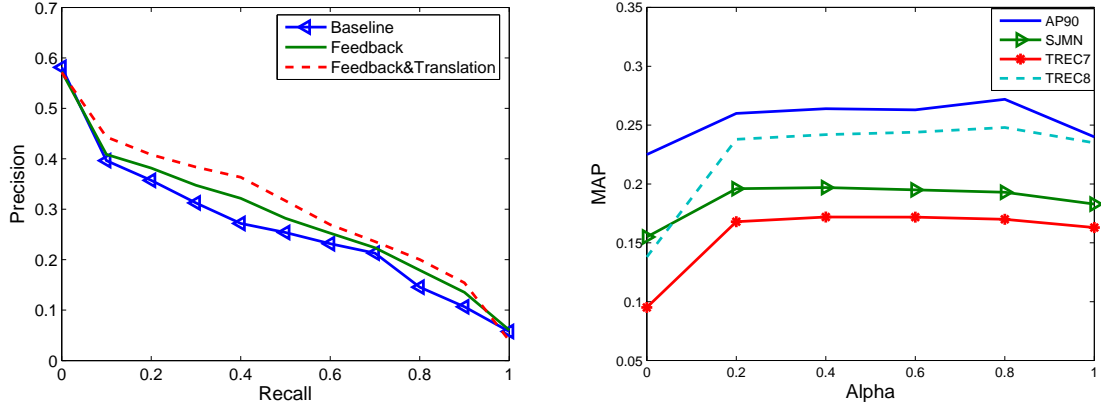 0.7
0.6
0.5
0.4
0.3
0.2
0.1
0
Precision
0 0.2 0.4 0.6 0.8 1
Recall
Baseline
Feedback
Feedback&Translation
0.35
0.3
0.25
0.2
0.15
0.1
0.05
MAP
0 0.2 0.4 0.6 0.8 1
Alpha
AP90
SJMN
TREC7
TREC8